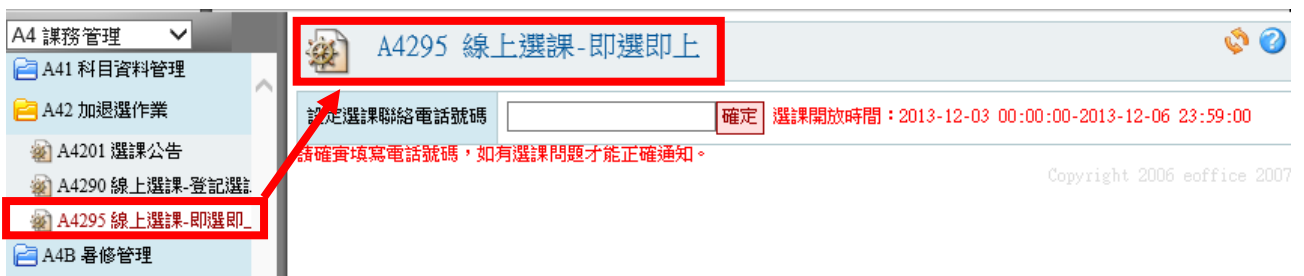 A4 課務管理
A41 科目資料管理
A42 加退選作業
A4201 選課公告
A4290 線上選課-登記選
A4295 線上選課-即選即_
A4B 暑修管理
A4295 線上選課-即選即上
設定選課聯絡電話號碼 確定 選課開放時間：2013-12-03 00:00:00-2013-12-06 23:59:00
請確實填寫電話號碼，如有選課問題才能正確通知。
Copyright 2006 eoffice 2007